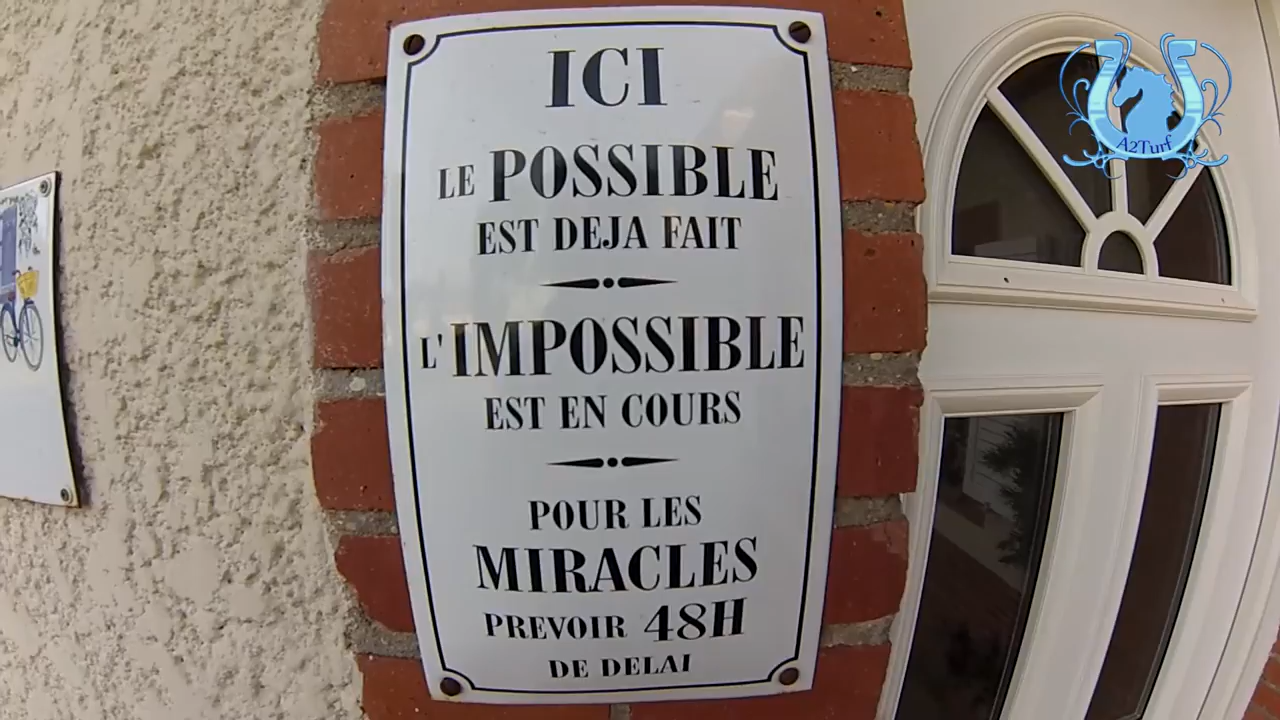 ICI
LE POSSIBLE
EST DEJA FAIT
L'IMPOSSIBLE
EST EN COURS
POUR LES
MIRACLES
PREVOIR 48H
DE DELAI
A2Turf